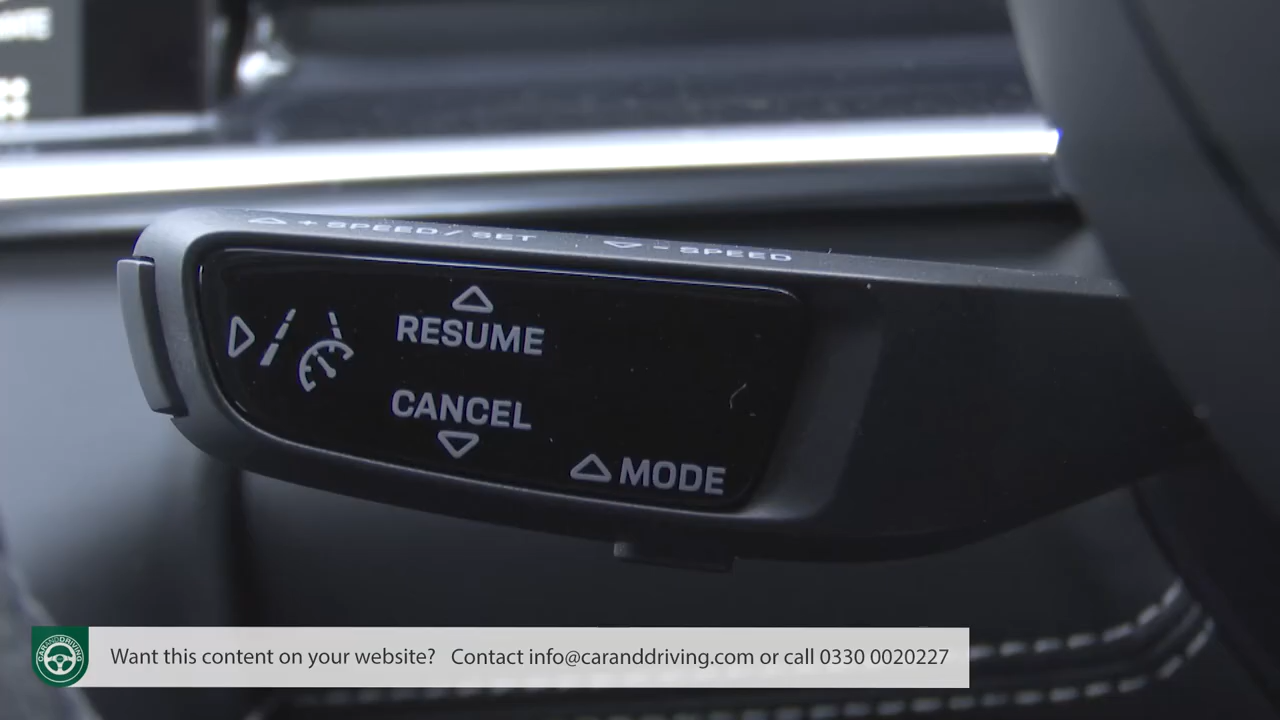 + SPEED / SET - SPEED
RESUME
CANCEL
MODE
CARANDDRIVING
Want this content on your website? Contact info@caranddriving.com or call 0330 0020227